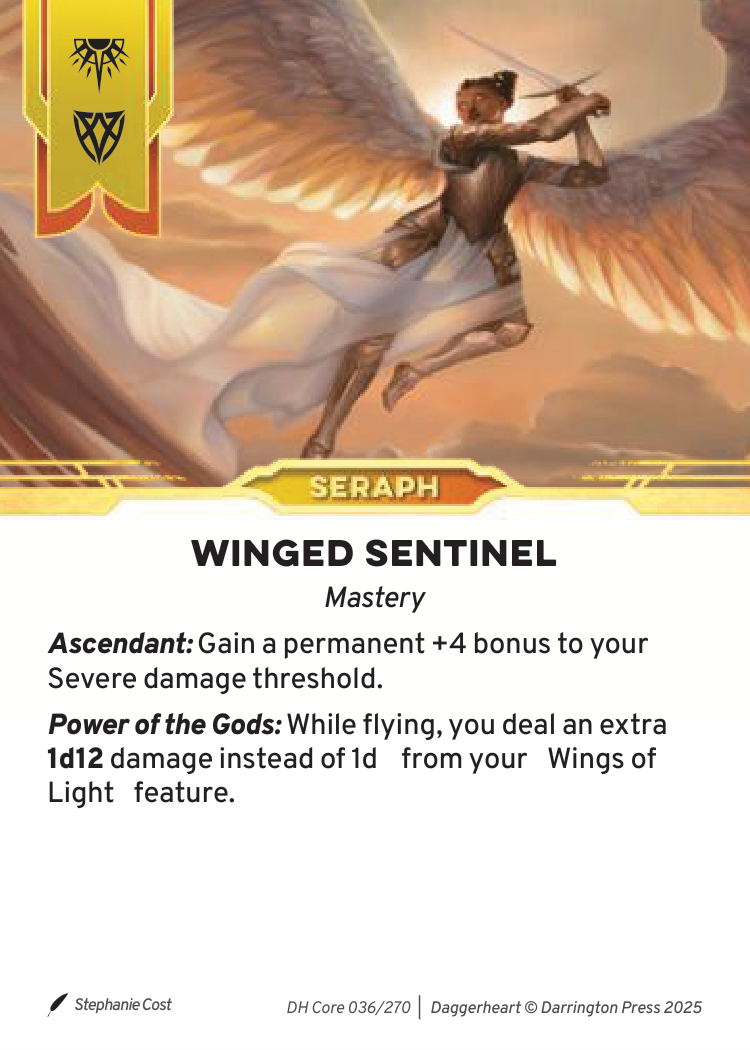 SERAPH
WINGED SENTINEL
Mastery
Ascendant: Gain a permanent +4 bonus to your
Severe damage threshold.
Power of the Gods: While flying, you deal an extra
1d12 damage instead of 1d from your Wings of
Light feature.
Stephanie Cost
DH Core 036/270 | Daggerheart © Darrington Press 2025